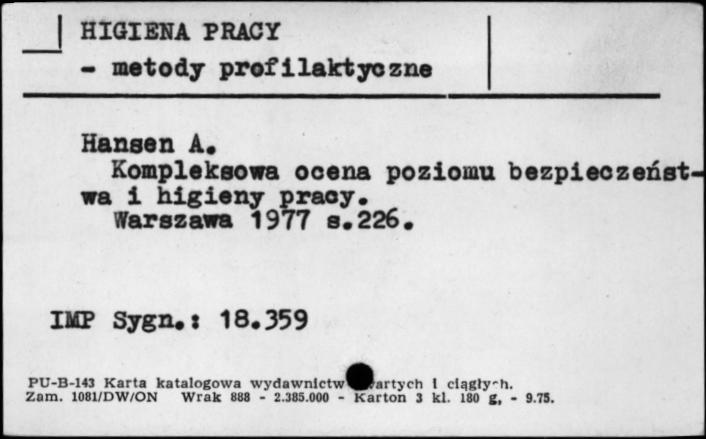 HIGIENA PRACY
- metody profilaktyczne
Hansen A.
Kompleksowa ocena poziomu bezpieczeńst-
wa i higieny pracy.
Warszawa 1977 s.226.
IMP Sygn.: 18.359
PU-B-143 Karta katalogowa wydawnictw i
Zam. 1081/DW/ON Wrak 888 - 2.385.000 - Karton 3 kl. 180 g, - 9.75.